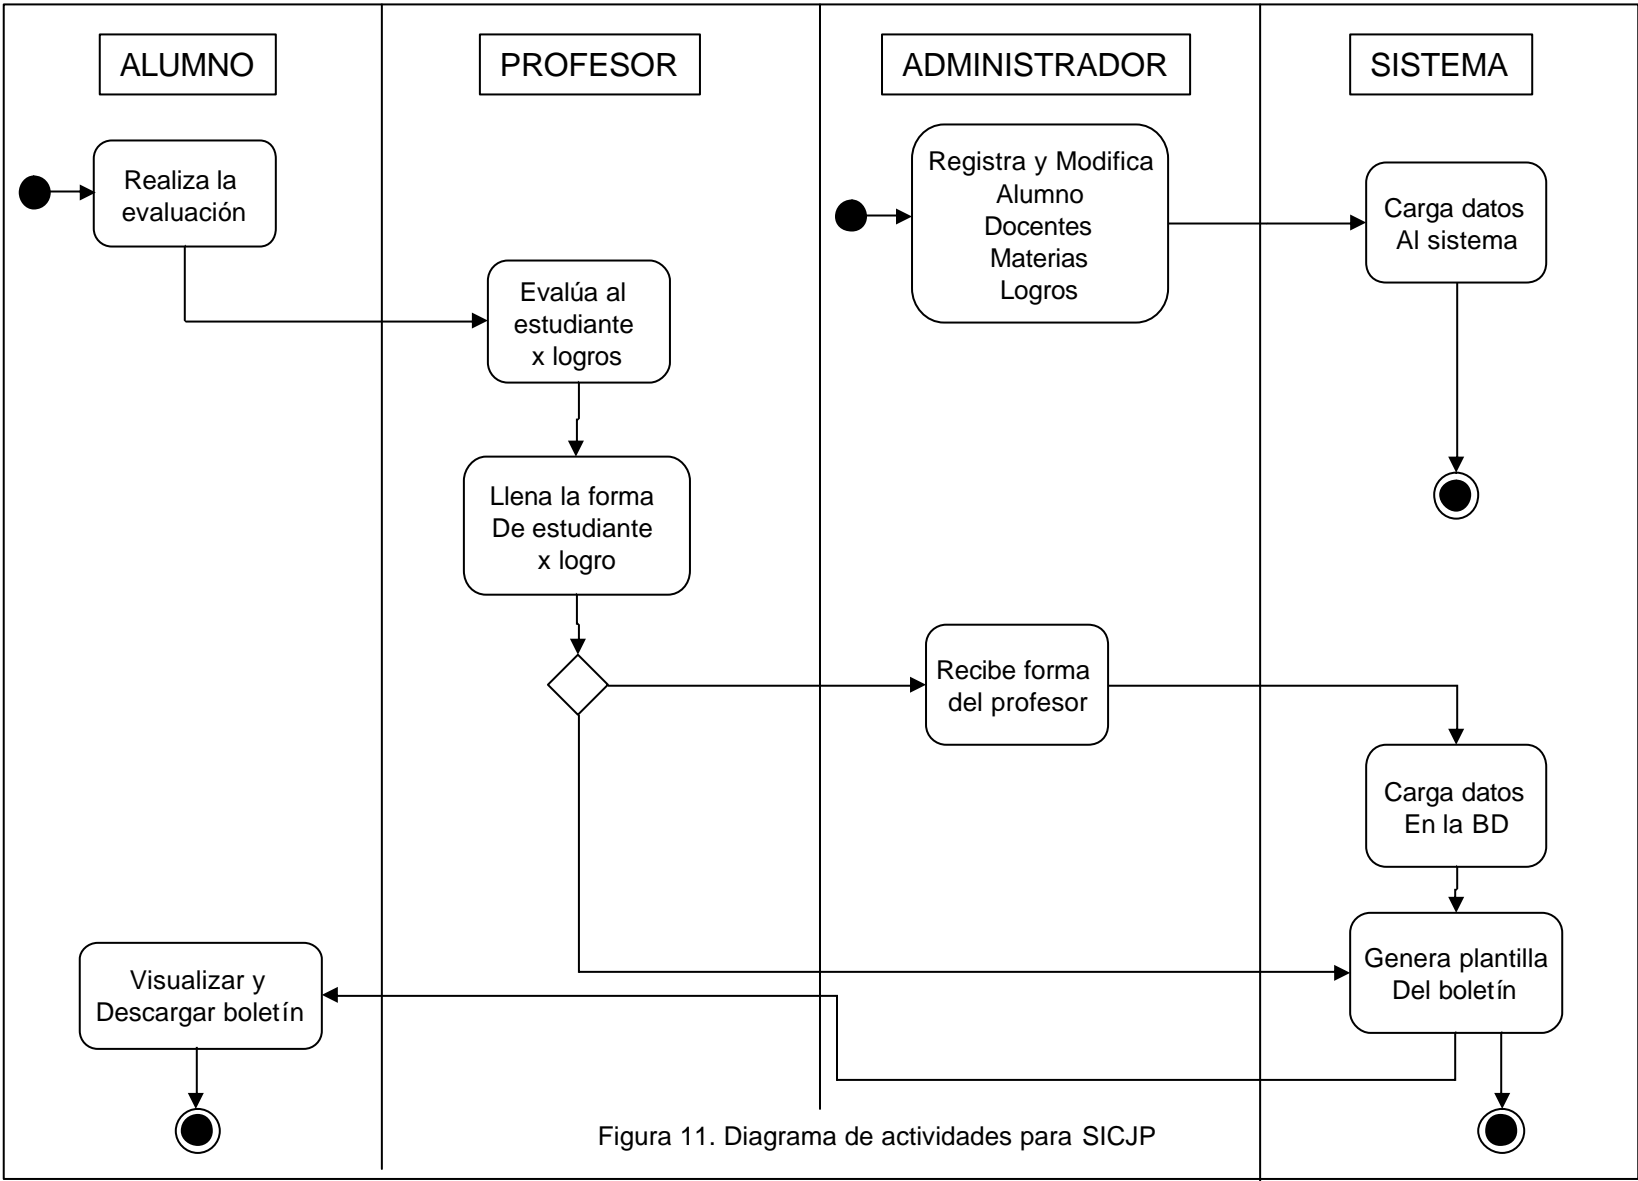 ALUMNO
PROFESOR
ADMINISTRADOR
SISTEMA
Realiza la
evaluación
Registra y Modifica
Alumno
Docentes
Materias
Logros
Carga datos
Al sistema
Evalúa al
estudiante
x logros
Llena la forma
De estudiante
x logro
Recibe forma
del profesor
Carga datos
En la BD
Genera plantilla
Del boletín
Visualizar y
Descargar boletín
Figura 11. Diagrama de actividades para SICJP